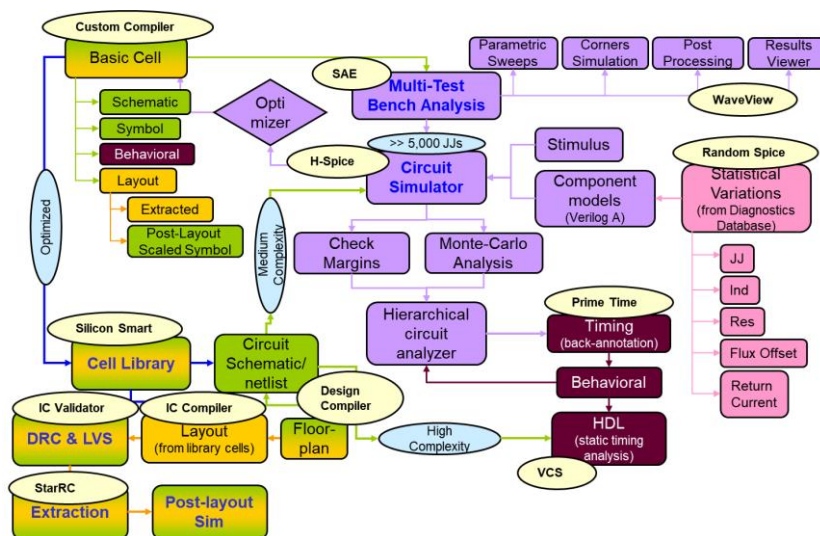 Custom Compiler
Basic Cell
Schematic
Symbol
Behavioral
Layout
Extracted
Post-Layout
Scaled Symbol
Opti
mizer
SAE
Multi-Test
Bench Analysis
Parametric
Sweeps
Corners
Simulation
Post
Processing
Results
Viewer
WaveView
>> 5,000 JJs
H-Spice
Circuit
Simulator
Stimulus
Component
models
(Verilog A)
Random Spice
Statistical
Variations
(from Diagnostics
Database)
JJ
Ind
Res
Flux Offset
Return
Current
Optimized
Medium
Complexity
Check
Margins
Monte-Carlo
Analysis
Hierarchical
circuit
analyzer
Prime Time
Timing
(back-annotation)
Behavioral
HDL
(static timing
analysis)
VCS
Silicon Smart
Cell Library
Circuit
Schematic/
netlist
Design
Compiler
High
Complexity
IC Validator
DRC & LVS
IC Compiler
Layout
(from library cells)
Floor-
plan
StarRC
Extraction
Post-layout
Sim